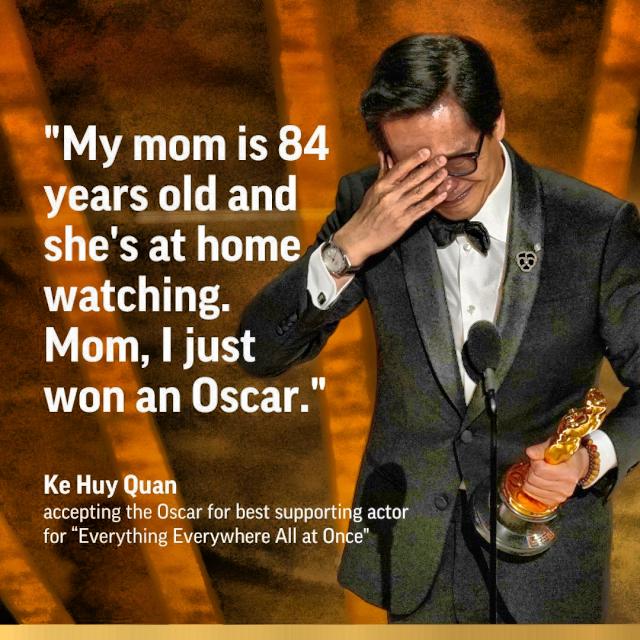 "My mom is 84
years old and
she's at home
watching.
Mom, I just
won an Oscar."
Ke Huy Quan
accepting the Oscar for best supporting actor
for “Everything Everywhere All at Once"